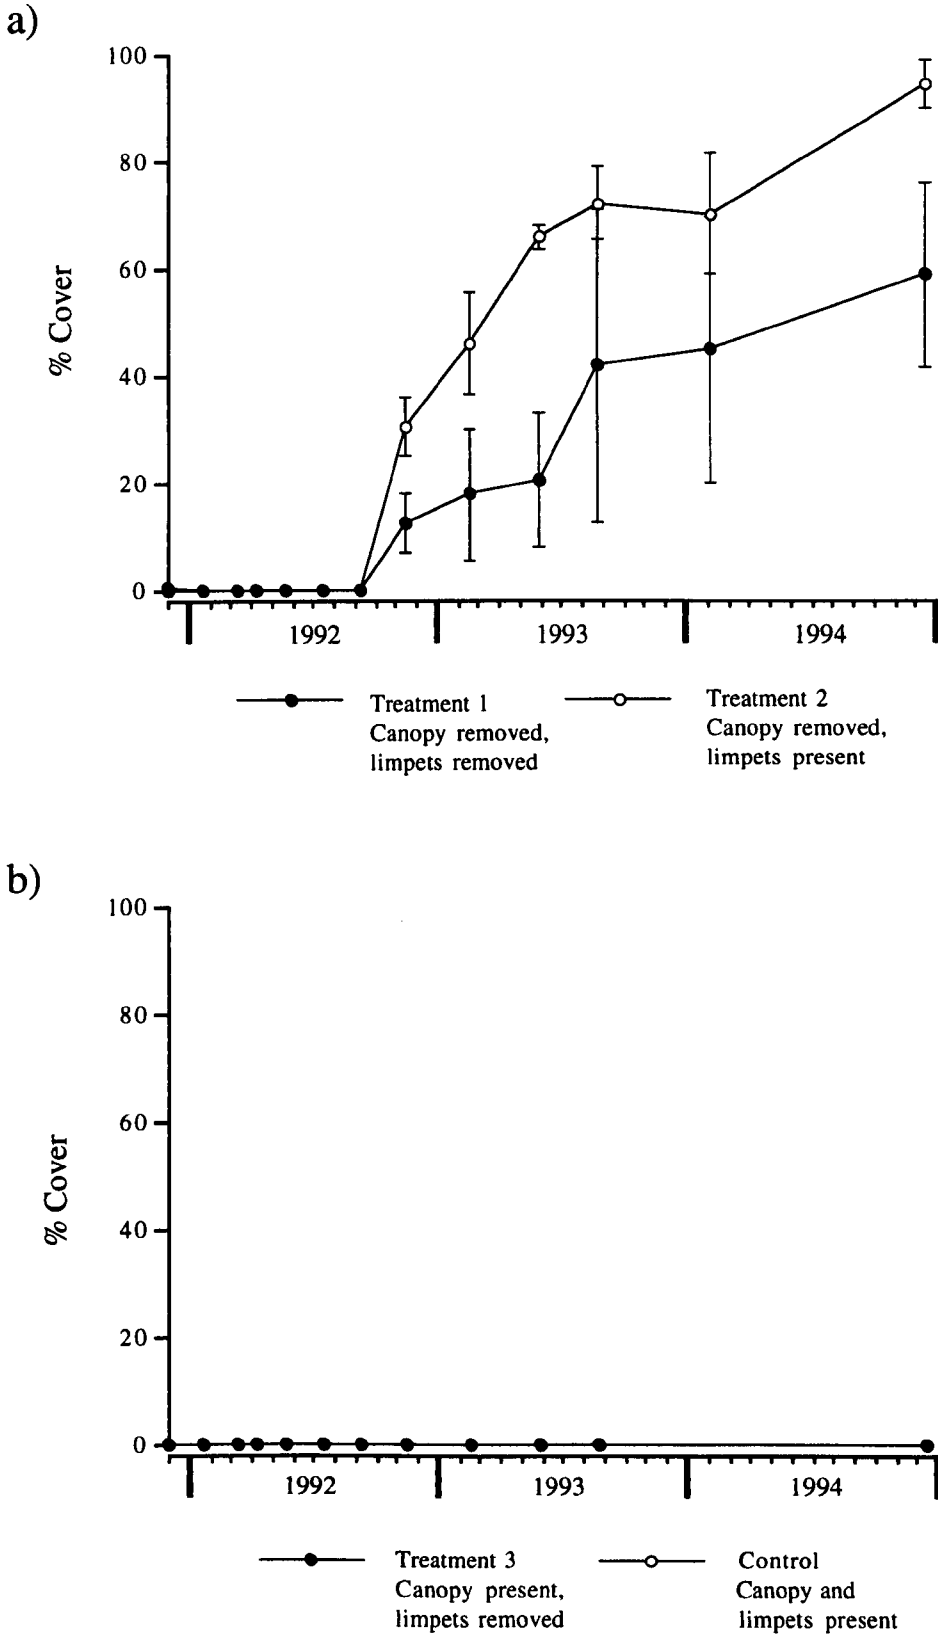 a)
100
80
60
40
20
0
% Cover
1992 1993 1994
Treatment 1
Canopy removed,
limpets removed
Treatment 2
Canopy removed,
limpets present
b)
100
80
60
40
20
0
% Cover
1992 1993 1994
Treatment 3
Canopy present,
limpets removed
Control
Canopy and
limpets present